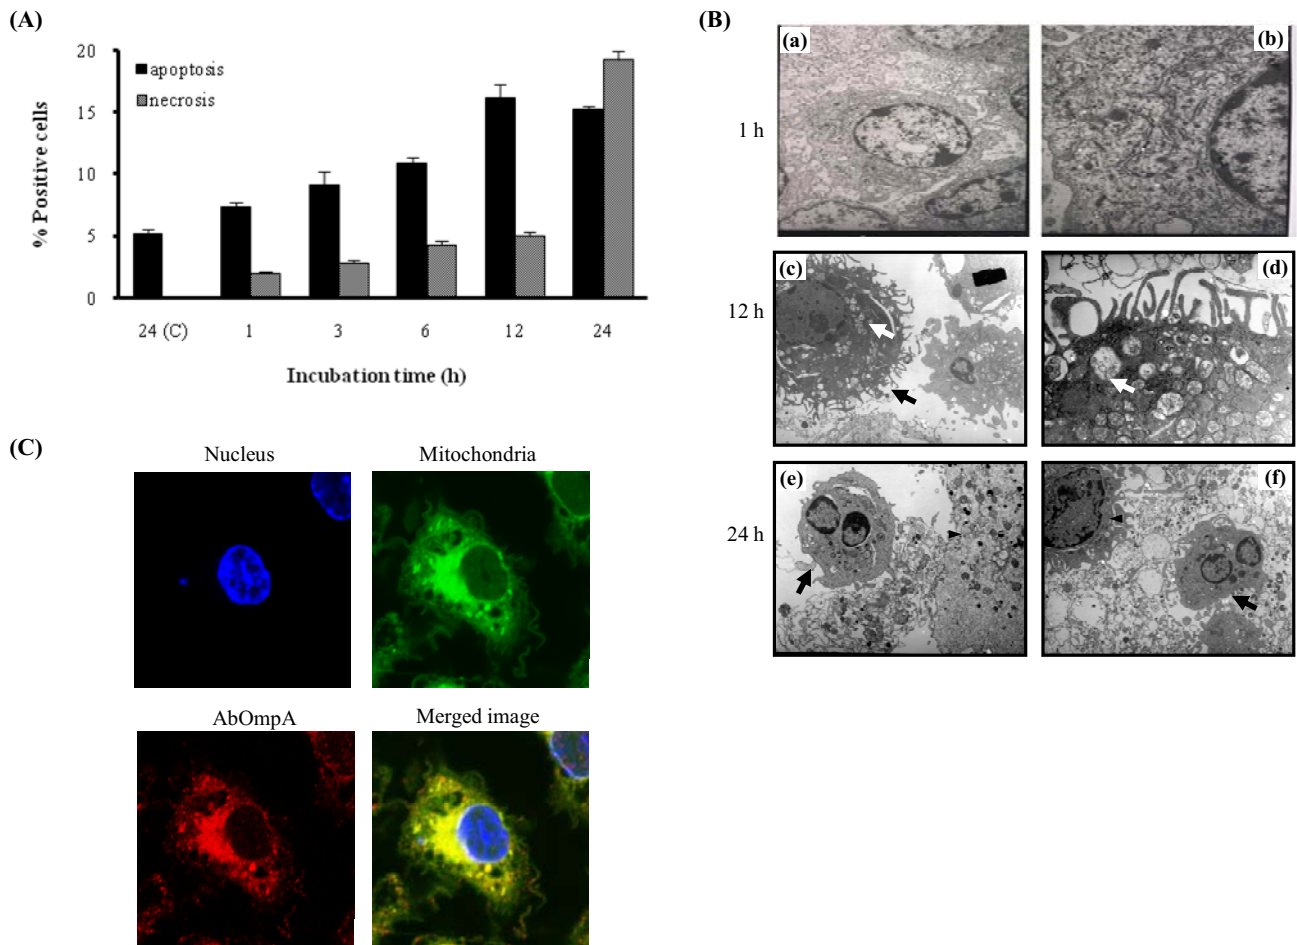 (A)
20
15
10
5
0
% Positive cells
apoptosis
necrosis
24 (C) 1 3 6 12 24
Incubation time (h)
(B)
(a) (b)
1 h
(c) (d)
12 h
(e) (f)
24 h
(C)
Nucleus Mitochondria
AbOmpA Merged image